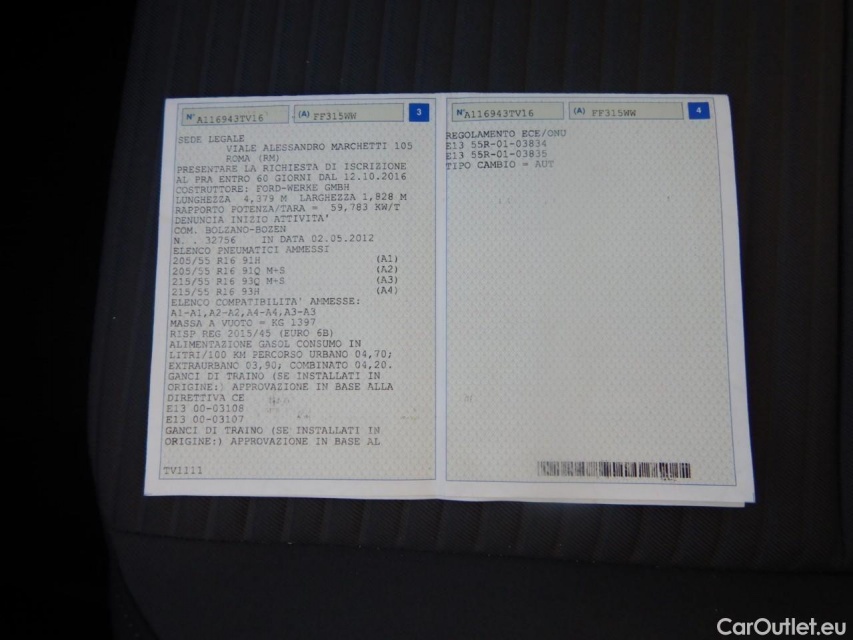 N° A116943TV16 (A) FF315WW 3
SEDE LEGALE
VIALE ALESSANDRO MARCHETTI 105
ROMA (RM)
PRESENTARE LA RICHIESTA DI ISCRIZIONE
AL PRA ENTRO 60 GIORNI DAL 12.10.2016
COSTRUTTORE: FORD-WERKE GMBH
LUNGHEZZA 4,379 M LARGHEZZA 1,828 M
RAPPORTO POTENZA/TARA = 59,783 KW/T
DENUNCIA INIZIO ATTIVITA'
COM. BOLZANO-BOZEN
N. . 32756 IN DATA 02.05.2012
ELENCO PNEUMATICI AMMESSI
205/55 R16 91H (A1)
205/55 R16 91Q M+S (A2)
215/55 R16 93Q M+S (A3)
215/55 R16 93H (A4)
ELENCO COMPATIBILITA' AMMESSE:
A1-A1,A2-A2,A4-A4,A3-A3
MASSA A VUOTO = KG 1397
RISP REG 2015/45 (EURO 6B)
ALIMENTAZIONE GASOL CONSUMO IN
LITRI/100 KM PERCORSO URBANO 04,70;
EXTRAURBANO 03,90; COMBINATO 04,20.
GANCI DI TRAINO (SE INSTALLATI IN
ORIGINE:) APPROVAZIONE IN BASE ALLA
DIRETTIVA CE
E13 00-03108
E13 00-03107
GANCI DI TRAINO (SE INSTALLATI IN
ORIGINE:) APPROVAZIONE IN BASE AL
TVII11
N° A116943TV16 (A) FF315WW 4
REGOLAMENTO ECE/ONU
E13 55R-01-03834
E13 55R-01-03835
TIPO CAMBIO = AUT
CarOutlet.eu